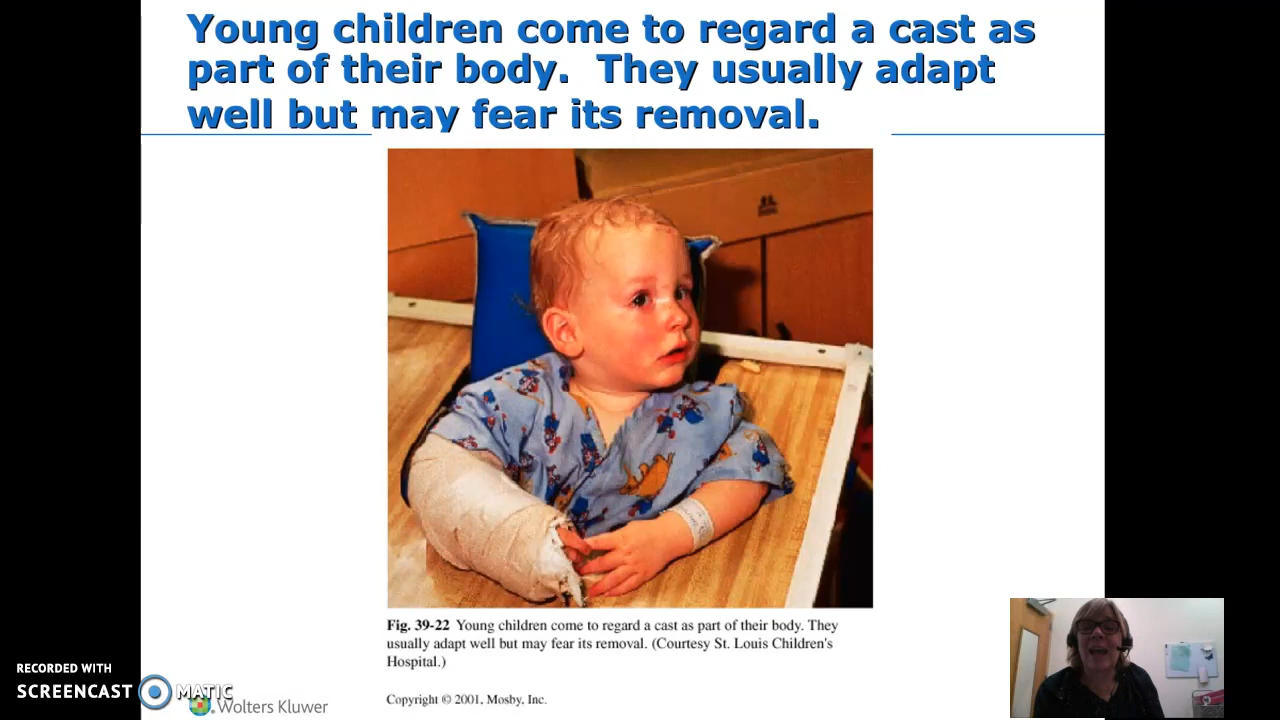 Young children come to regard a cast as
part of their body.  They usually adapt
well but may fear its removal.
Fig. 39-22 Young children come to regard a cast as part of their body. They
usually adapt well but may fear its removal. (Courtesy St. Louis Children's
Hospital.)
Copyright © 2001, Mosby, Inc.
RECORDED WITH
SCREENCAST MATIC
Wolters Kluwer